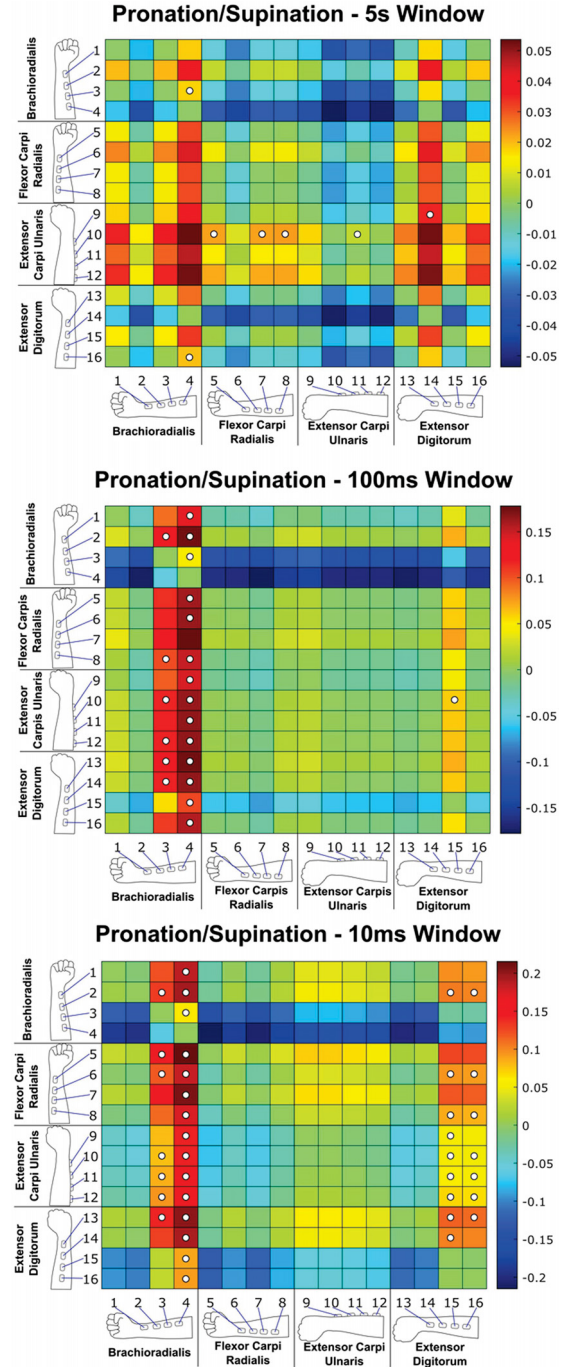 Pronation/Supination - 5s Window
Brachioradialis
1
2
3
4
Flexor Carpi
Radialis
5
6
7
8
Extensor
Carpi Ulnaris
9
10
11
12
Extensor
Digitorum
13
14
15
16
0.05
0.04
0.03
0.02
0.01
0
-0.01
-0.02
-0.03
-0.04
-0.05
1 2 3 4 5 6 7 8 9 10 11 12 13 14 15 16
Brachioradialis
Flexor Carpi
Radialis
Extensor Carpi
Ulnaris
Extensor
Digitorum
Pronation/Supination - 100ms Window
Brachioradialis
1
2
3
4
Flexor Carpis
Radialis
5
6
7
8
Extensor
Carpis Ulnaris
9
10
11
12
Extensor
Digitorum
13
14
15
16
0.15
0.1
0.05
0
-0.05
-0.1
-0.15
1 2 3 4 5 6 7 8 9 10 11 12 13 14 15 16
Brachioradialis
Flexor Carpis
Radialis
Extensor Carpis
Ulnaris
Extensor
Digitorum
Pronation/Supination - 10ms Window
Brachioradialis
1
2
3
4
Flexor Carpi
Radialis
5
6
7
8
Extensor
Carpi Ulnaris
9
10
11
12
Extensor
Digitorum
13
14
15
16
0.2
0.15
0.1
0.05
0
-0.05
-0.1
-0.15
-0.2
1 2 3 4 5 6 7 8 9 10 11 12 13 14 15 16
Brachioradialis
Flexor Carpi
Radialis
Extensor Carpi
Ulnaris
Extensor
Digitorum